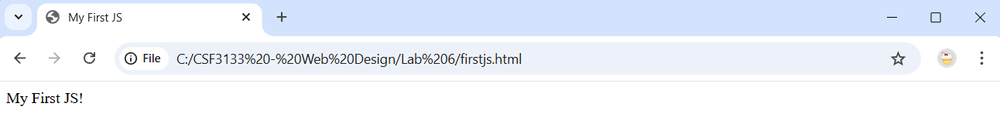 My First JS
File
C:/CSF3133%20-%20Web%20Design/Lab%206/firstjs.html
My First JS!